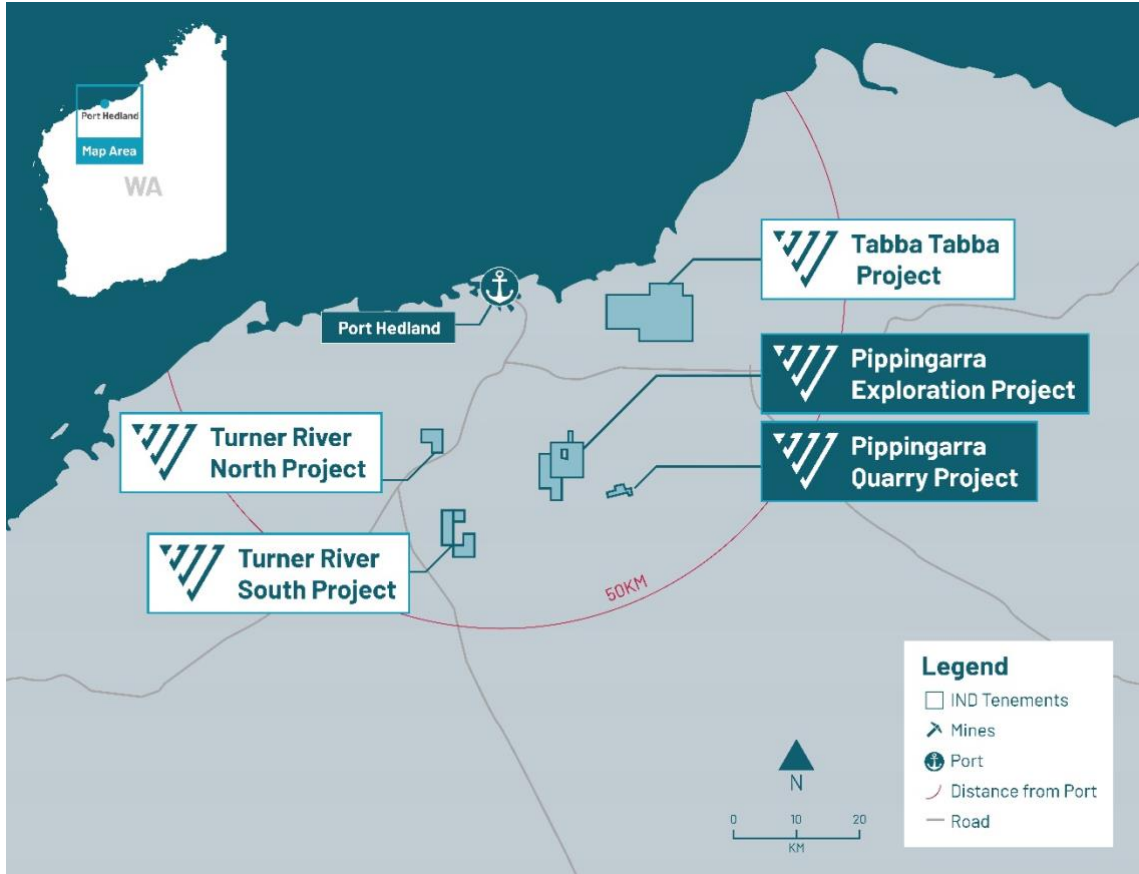 Port Hedland
Map Area
WA
Tabba Tabba
Project
Port Hedland
Pippingarra
Exploration Project
Turner River
North Project
Pippingarra
Quarry Project
Turner River
South Project
50KM
Legend
IND Tenements
Mines
Port
Distance from Port
Road
N
0 10 20
KM